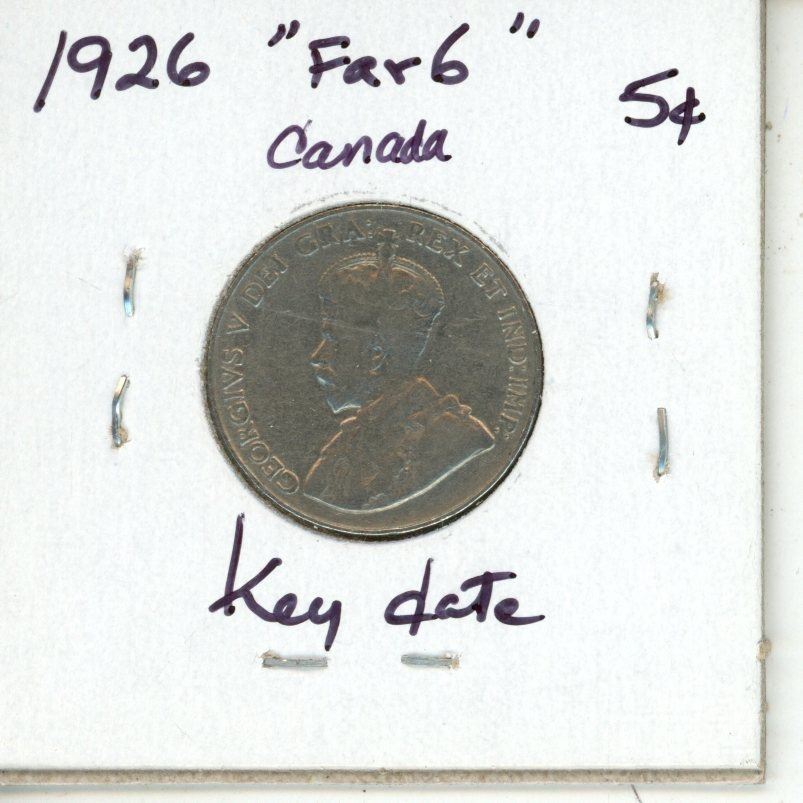 1926 "Far 6" 5¢
Canada
GEORGIVS V DEI GRA: REX ET IND: IMP:
Key date